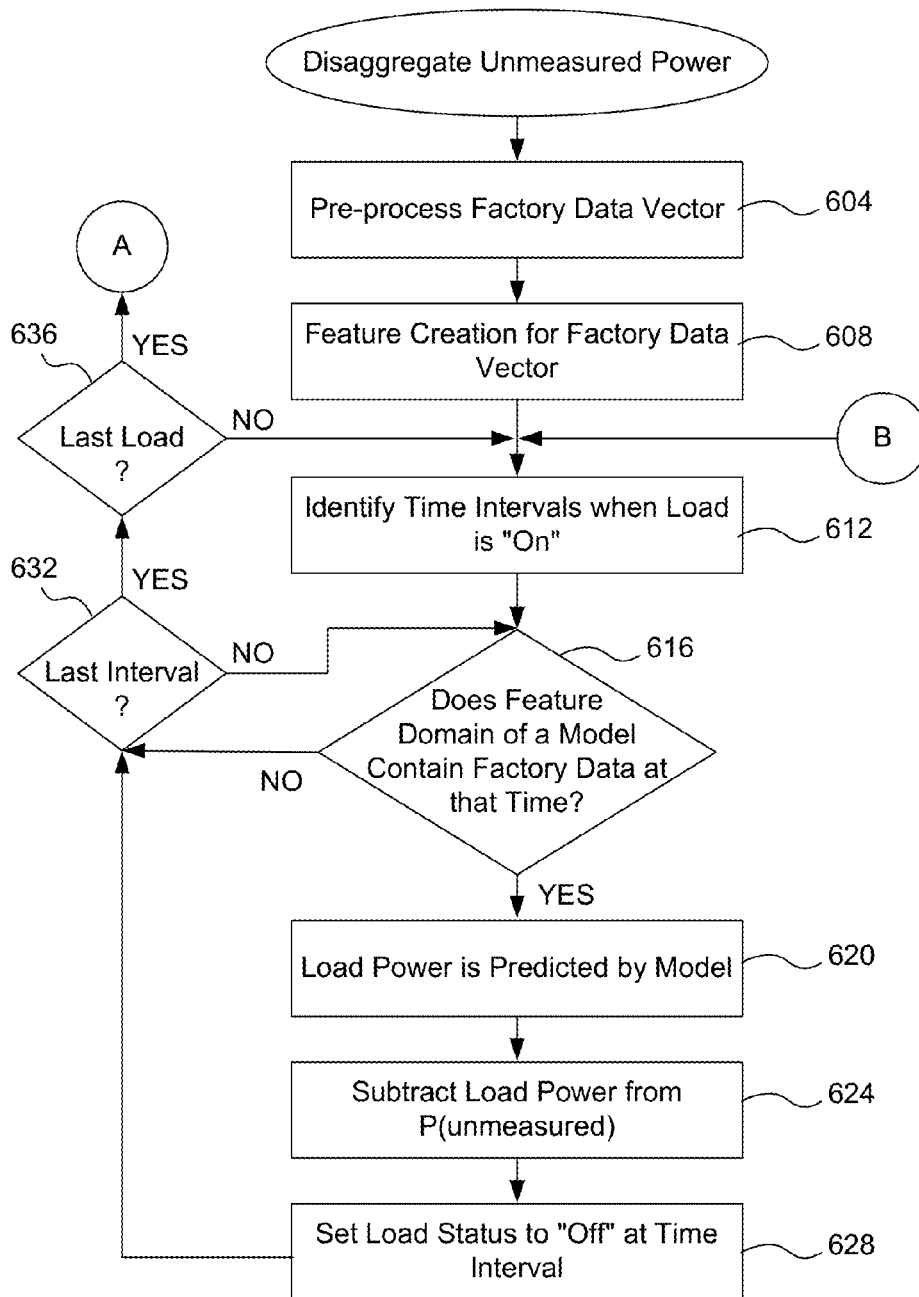 Disaggregate Unmeasured Power
Pre-process Factory Data Vector
604
A
636
YES
Feature Creation for Factory Data
Vector
608
Last Load
?
NO
B
Identify Time Intervals when Load
is "On"
612
632
YES
Last Interval
?
NO
616
Does Feature
Domain of a Model
Contain Factory Data at
that Time?
NO
YES
Load Power is Predicted by Model
620
Subtract Load Power from
P(unmeasured)
624
Set Load Status to "Off" at Time
Interval
628